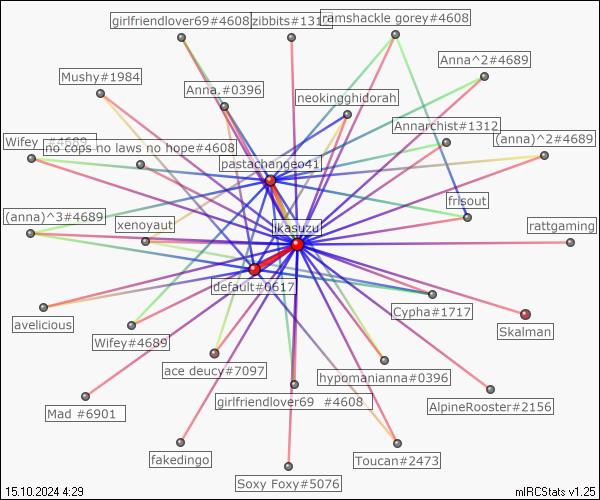 girlfriendlover69#4608
zibbits#131
ramshackle gorey#4608
Anna^2#4689
Mushy#1984
Anna,#0396
neokingghidorah
Annarchist#1312
Wifey
no cops no laws no hope#4608
(anna)^2#4689
pastachangeo41
frisout
(anna)^3#4689
xenoyaut
ikasuzu
rattgaming
default#0617
avelicious
Cypha#1717
Skalman
Wifey#4689
ace deucy#7097
hypomanianna#0396
girlfriendlover69 #4608
AlpineRooster#2156
Mad #6901
fakedingo
Toucan#2473
Soxy Foxy#5076
15.10.2024 4:29
mIRCStats v1.25